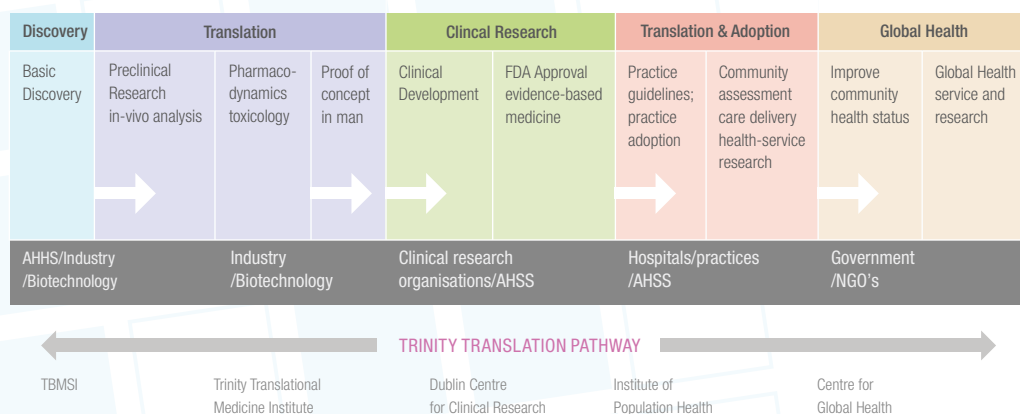 Discovery
Translation
Clincal Research
Translation & Adoption
Global Health
Basic
Discovery
Preclinical
Research
in-vivo analysis
Pharmaco-
dynamics
toxicology
Proof of
concept
in man
Clinical
Development
FDA Approval
evidence-based
medicine
Practice
guidelines;
practice
adoption
Community
assessment
care delivery
health-service
research
Improve
community
health status
Global Health
service and
research
AHHS/Industry
/Biotechnology
Industry
/Biotechnology
Clinical research
organisations/AHSS
Hospitals/practices
/AHSS
Government
/NGO’s
TRINITY TRANSLATION PATHWAY
TBMSI
Trinity Translational
Medicine Institute
Dublin Centre
for Clinical Research
Institute of
Population Health
Centre for
Global Health